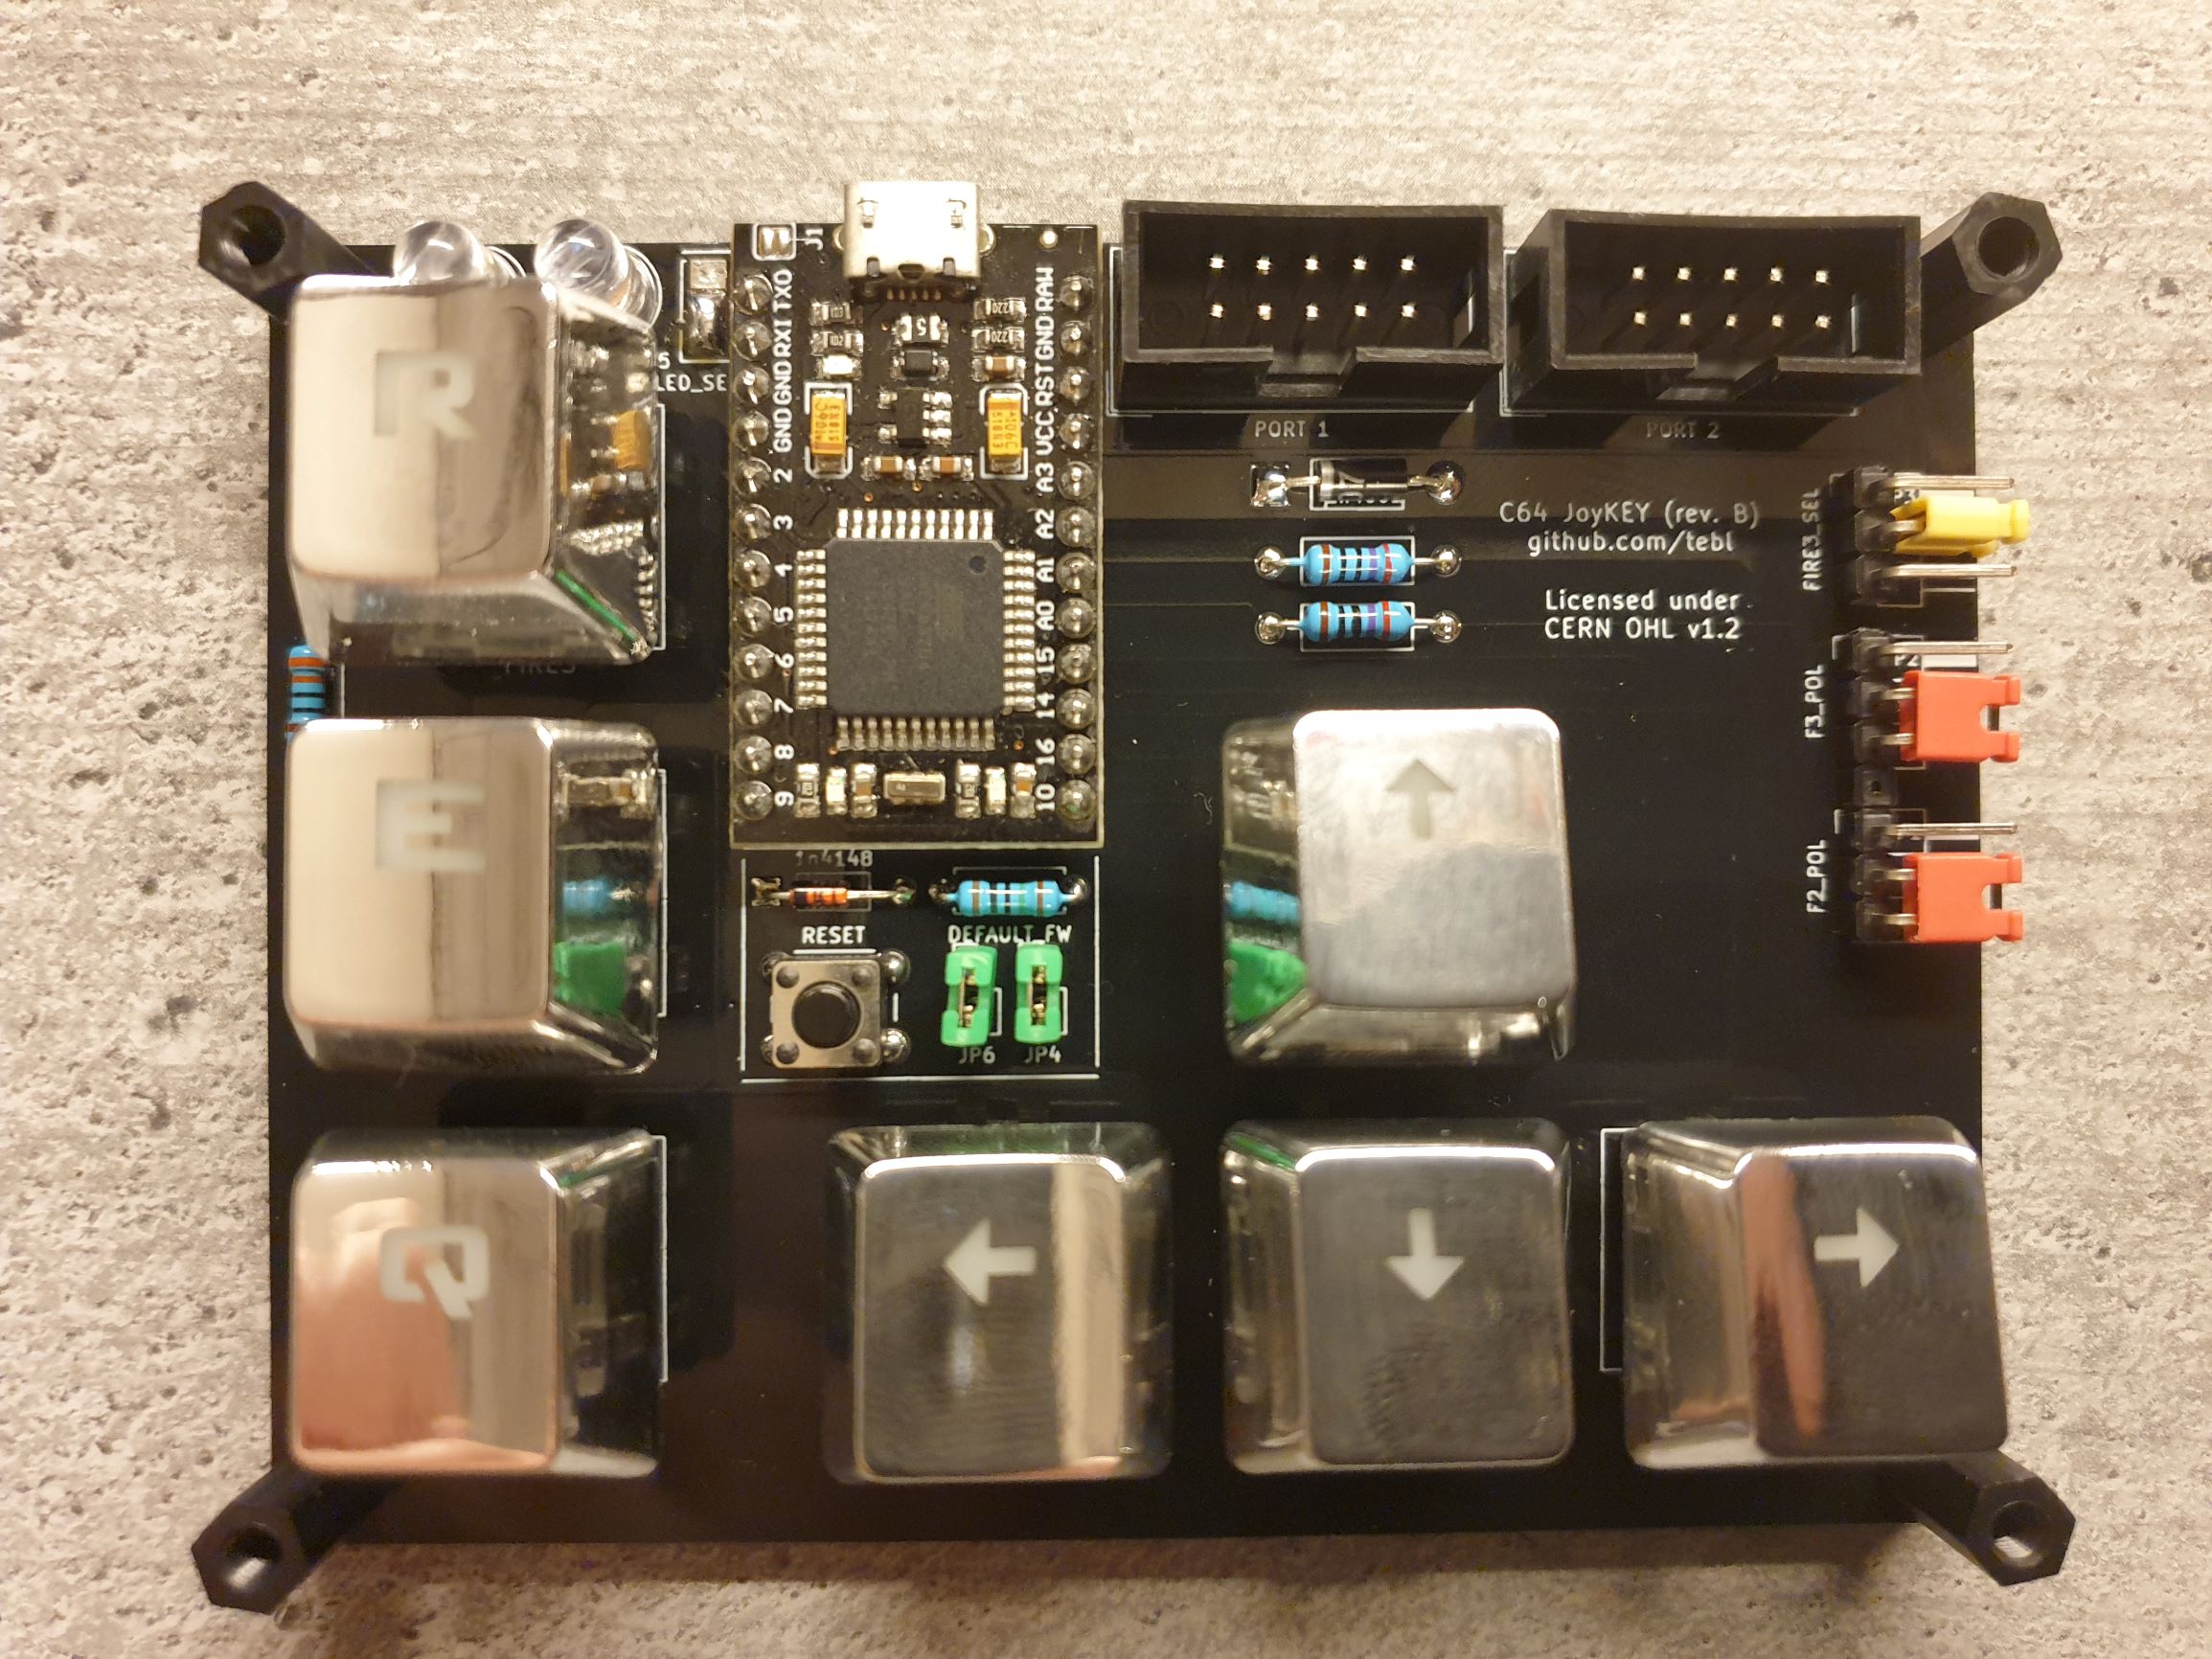 R
E
Q
↑
←
↓
→
J1
TXO
RXI
GND
GND
2
3
4
5
6
7
8
9
RAW
GND
RST
VCC
A3
A2
A1
A0
15
14
16
10
5
LED_SE
PORT 1
PORT 2
C64 JoyKEY (rev. B)
github.com/tebl
Licensed under
CERN OHL v1.2
FIRE3_SEL
F3_POL
F2_POL
FIRE3
1n4148
RESET
DEFAULT_FW
JP6
JP4